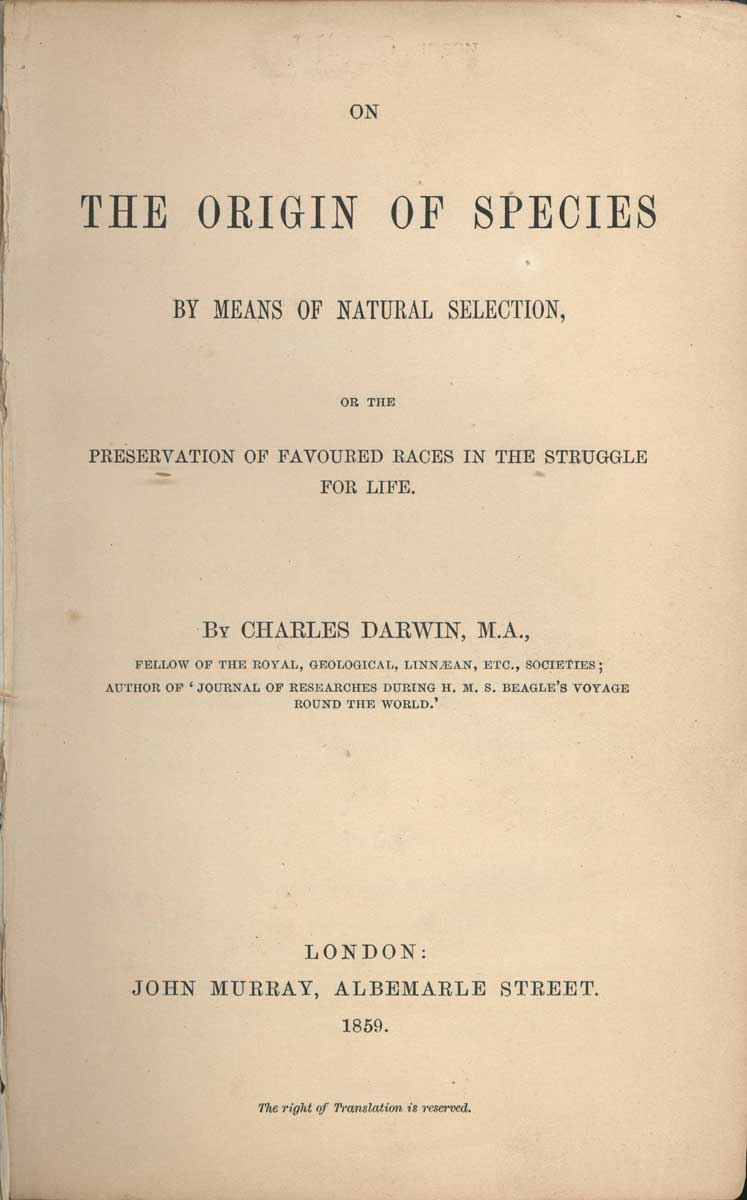 ON
THE ORIGIN OF SPECIES
BY MEANS OF NATURAL SELECTION,
OR THE
PRESERVATION OF FAVOURED RACES IN THE STRUGGLE
FOR LIFE.
BY CHARLES DARWIN, M.A.,
FELLOW OF THE ROYAL, GEOLOGICAL, LINNÆAN, ETC., SOCIETIES;
AUTHOR OF ‘JOURNAL OF RESEARCHES DURING H. M. S. BEAGLE’S VOYAGE
ROUND THE WORLD.’
LONDON:
JOHN MURRAY, ALBEMARLE STREET.
1859.
The right of Translation is reserved.